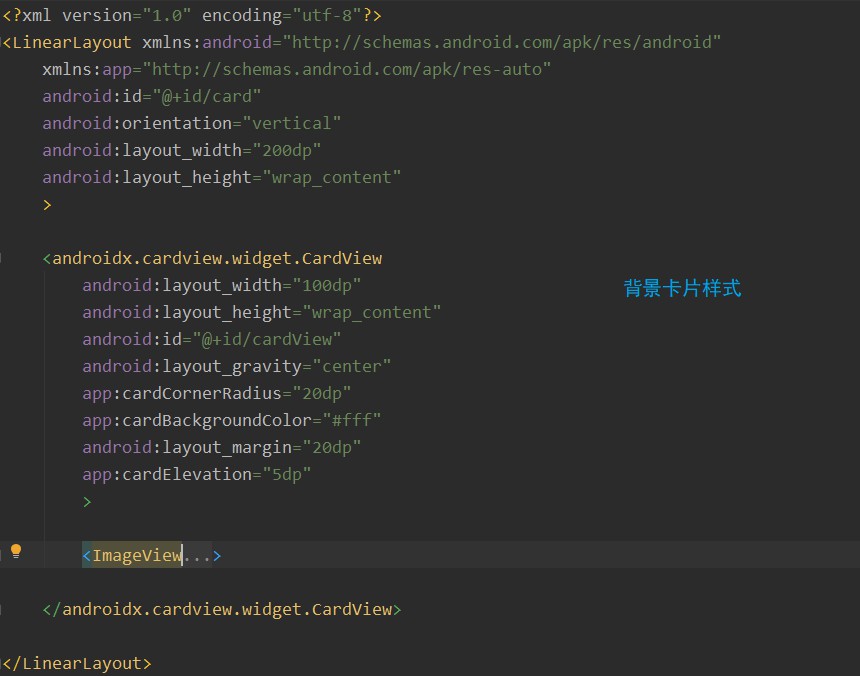 <?xml version="1.0" encoding="utf-8"?>
<LinearLayout xmlns:android="http://schemas.android.com/apk/res/android"
    xmlns:app="http://schemas.android.com/apk/res-auto"
    android:id="@+id/card"
    android:orientation="vertical"
    android:layout_width="200dp"
    android:layout_height="wrap_content"
    >
    <androidx.cardview.widget.CardView
        android:layout_width="100dp" 背景卡片样式
        android:layout_height="wrap_content"
        android:id="@+id/cardView"
        android:layout_gravity="center"
        app:cardCornerRadius="20dp"
        app:cardBackgroundColor="#fff"
        android:layout_margin="20dp"
        app:cardElevation="5dp"
        >
        <ImageView...>
    </androidx.cardview.widget.CardView>
</LinearLayout>